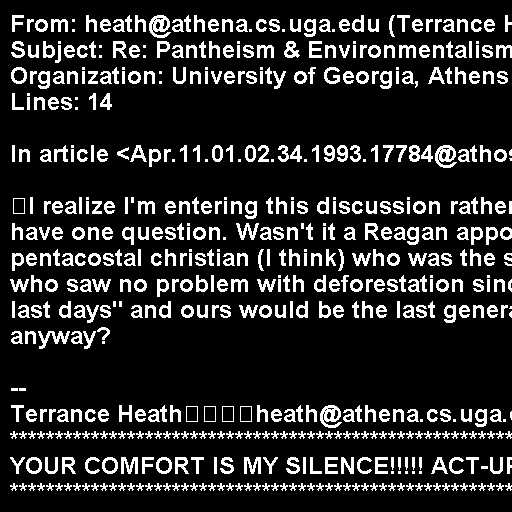 From: heath@athena.cs.uga.edu (Terrance H
Subject: Re: Pantheism & Environmentalism
Organization: University of Georgia, Athens
Lines: 14
In article <Apr.11.01.02.34.1993.17784@athos
I realize I'm entering this discussion rather
have one question. Wasn't it a Reagan appo
pentacostal christian (I think) who was the s
who saw no problem with deforestation sinc
last days" and ours would be the last genera
anyway?
--
Terrance Heath    heath@athena.cs.uga.e
*******************************************************
YOUR COMFORT IS MY SILENCE!!!!! ACT-UP
*******************************************************